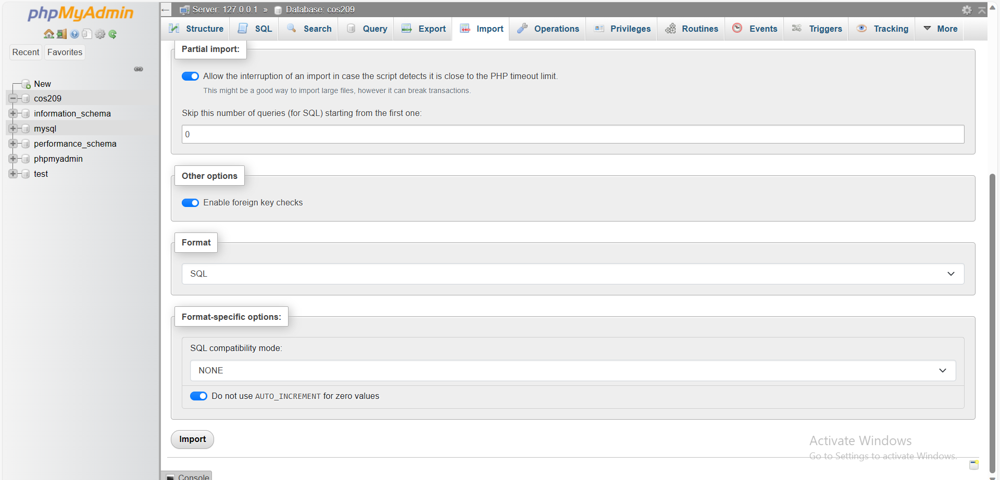 phpMyAdmin
Recent Favorites
New
cos209
information_schema
mysql
performance_schema
phpmyadmin
test
Server: 127.0.0.1 » Database: cos209
Structure SQL Search Query Export Import Operations Privileges Routines Events Triggers Tracking More
Partial import:
Allow the interruption of an import in case the script detects it is close to the PHP timeout limit.
This might be a good way to import large files, however it can break transactions.
Skip this number of queries (for SQL) starting from the first one:
0
Other options
Enable foreign key checks
Format
SQL
Format-specific options:
SQL compatibility mode:
NONE
Do not use AUTO_INCREMENT for zero values
Import
Activate Windows
Go to Settings to activate Windows.
Console